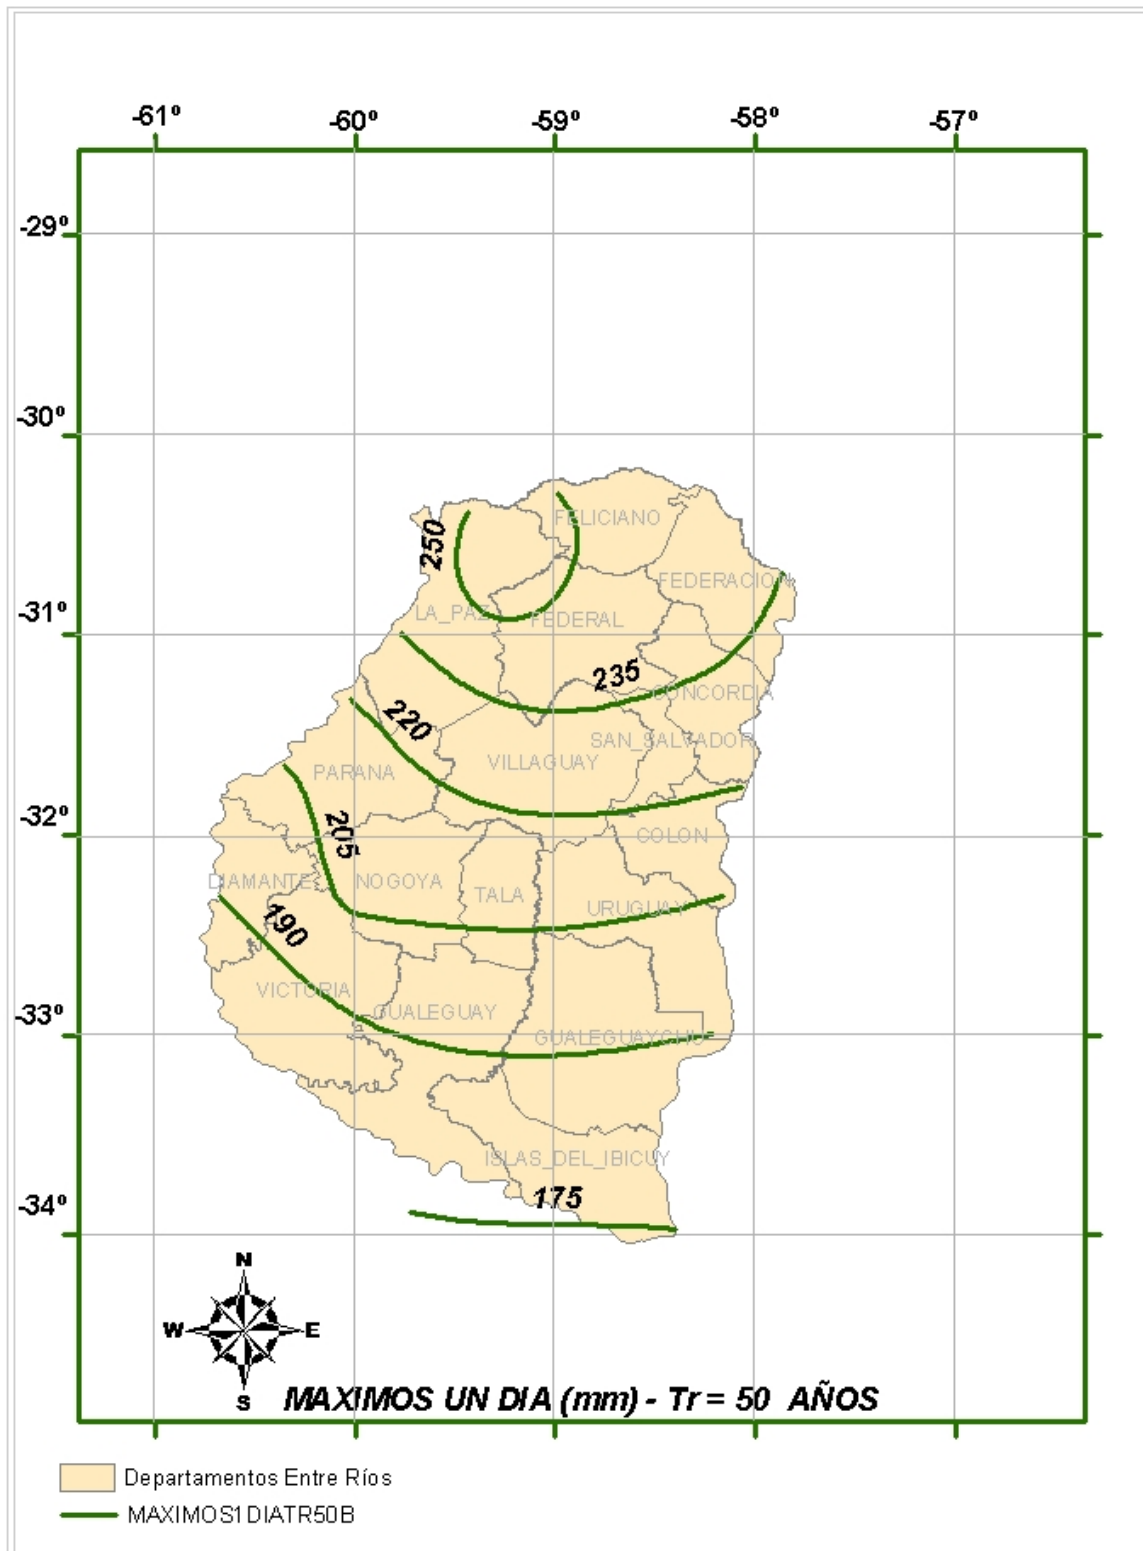 -61º
-60º
-59º
-58º
-57º
-29º
-30º
-31º
-32º
-33º
-34º
FELICIANO
250
FEDERACION
LA_PAZ
FEDERAL
235
CONCORDIA
220
SAN_SALVADOR
VILLAGUAY
PARANA
205
COLON
DIAMANTE
NOGOYA
TALA
URUGUAY
190
VICTORIA
GUALEGUAY
GUALEGUAYCHU
ISLAS_DEL_IBICUY
175
N
W
E
S
MAXIMOS UN DIA (mm) - Tr = 50 AÑOS
Departamentos Entre Ríos
MAXIMOS1DIATR50B